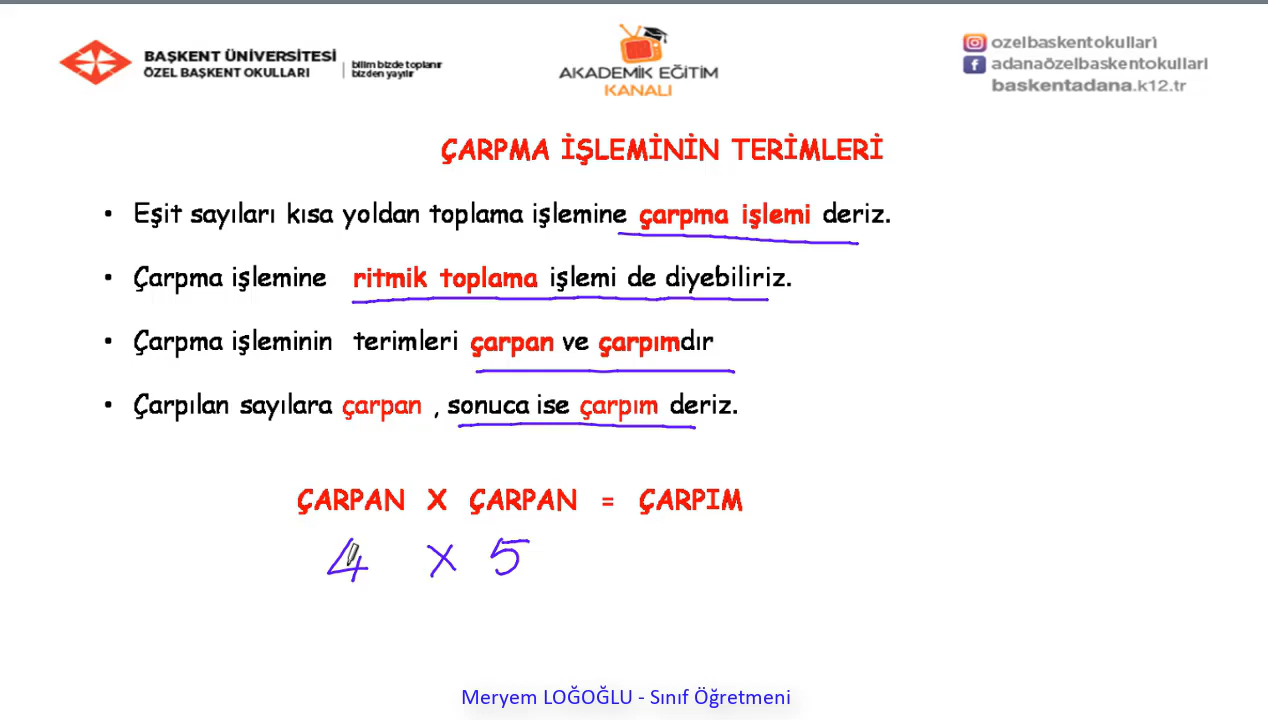 BAŞKENT ÜNİVERSİTESİ
ÖZEL BAŞKENT OKULLARI
bilim bizde toplanır
bizden yayılır
AKADEMİK EĞİTİM
KANALI
ozelbaskentokulları
adanaözelbaskentokullari
baskentadana.k12.tr
ÇARPMA İŞLEMİNİN TERİMLERİ
• Eşit sayıları kısa yoldan toplama işlemine çarpma işlemi deriz.
• Çarpma işlemine ritmik toplama işlemi de diyebiliriz.
• Çarpma işleminin terimleri çarpan ve çarpımdır
• Çarpılan sayılara çarpan , sonuca ise çarpım deriz.
ÇARPAN X ÇARPAN = ÇARPIM
4 x 5
Meryem LOĞOĞLU - Sınıf Öğretmeni